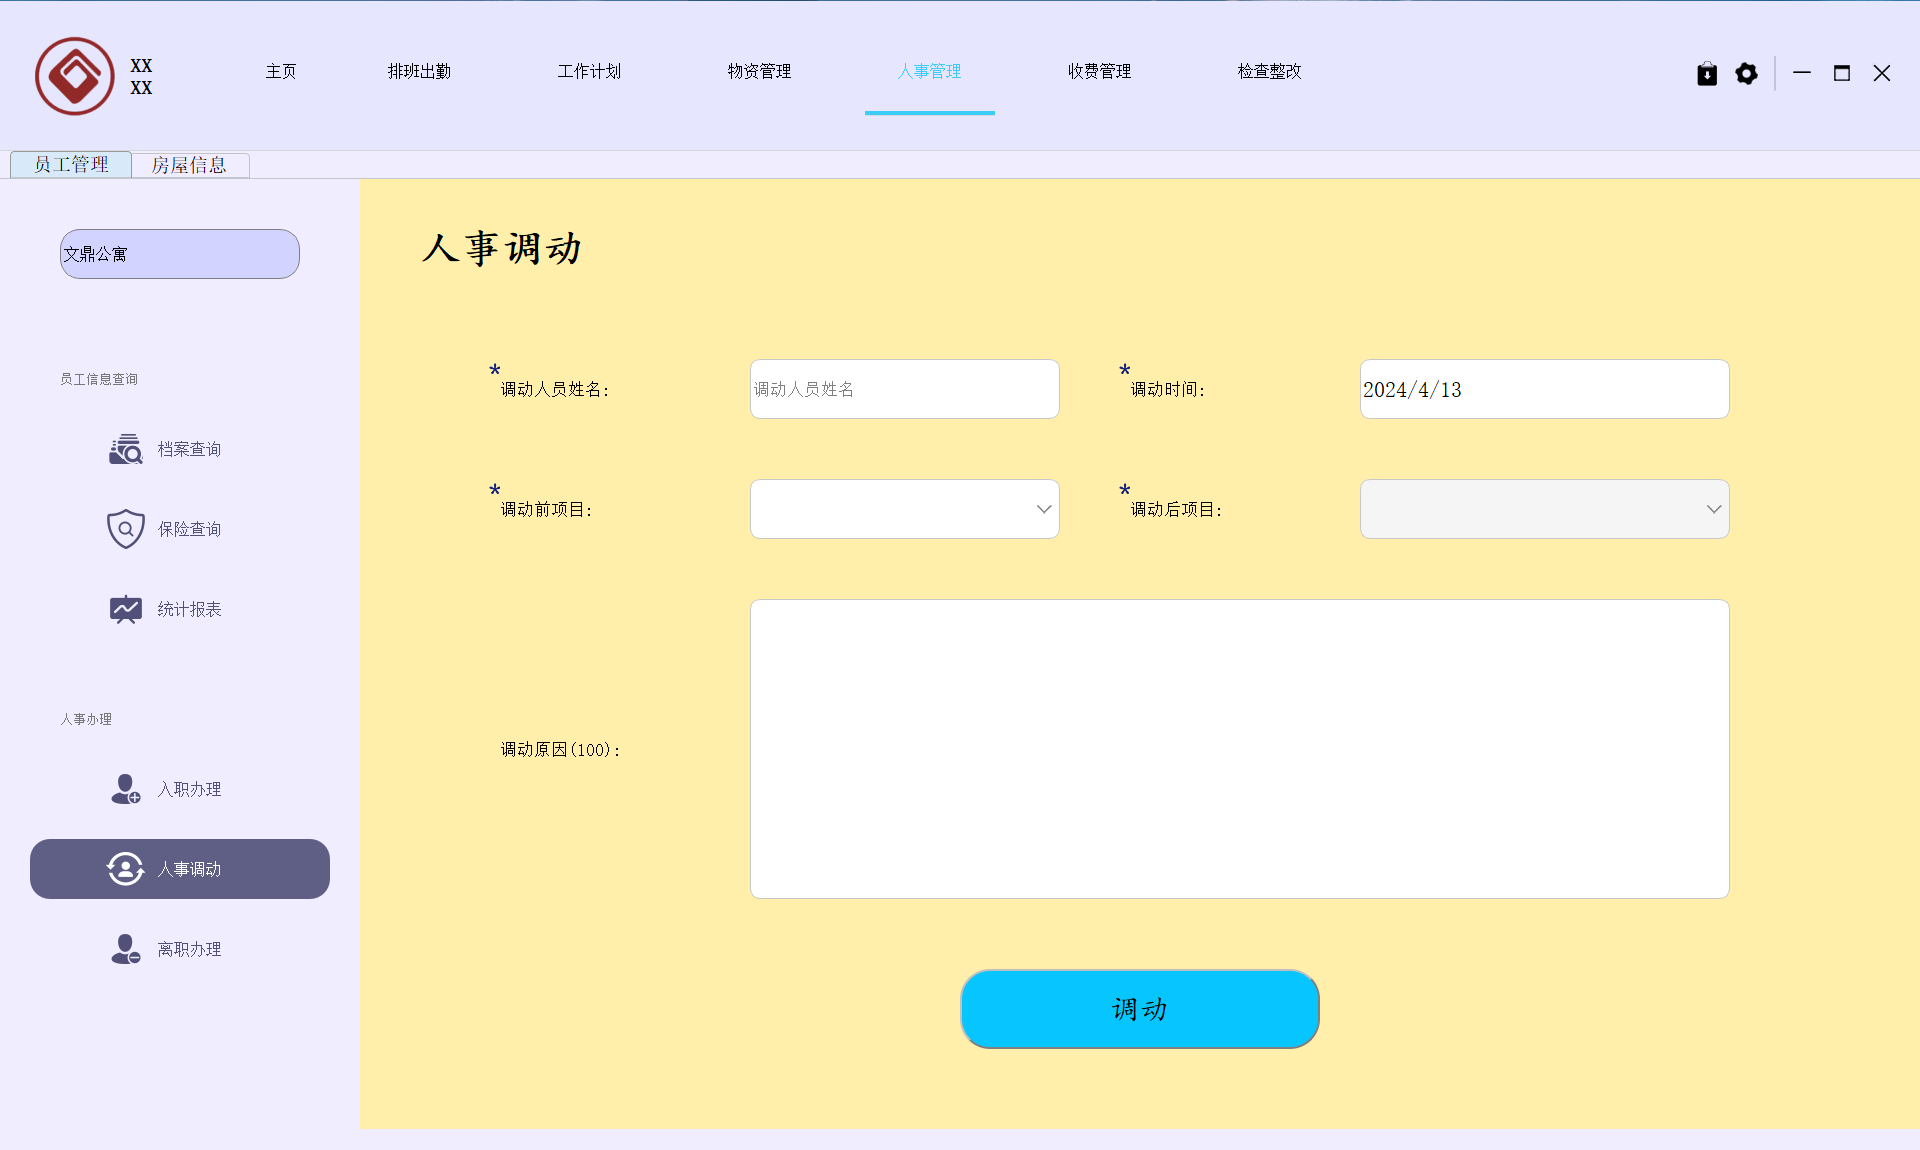 XX
XX
主页
排班出勤
工作计划
物资管理
人事管理
收费管理
检查整改
员工管理
房屋信息
文鼎公寓
员工信息查询
档案查询
保险查询
统计报表
人事办理
入职办理
人事调动
离职办理
人事调动
*
调动人员姓名:
调动人员姓名
*
调动时间:
2024/4/13
*
调动前项目:
*
调动后项目:
调动原因(100):
调动